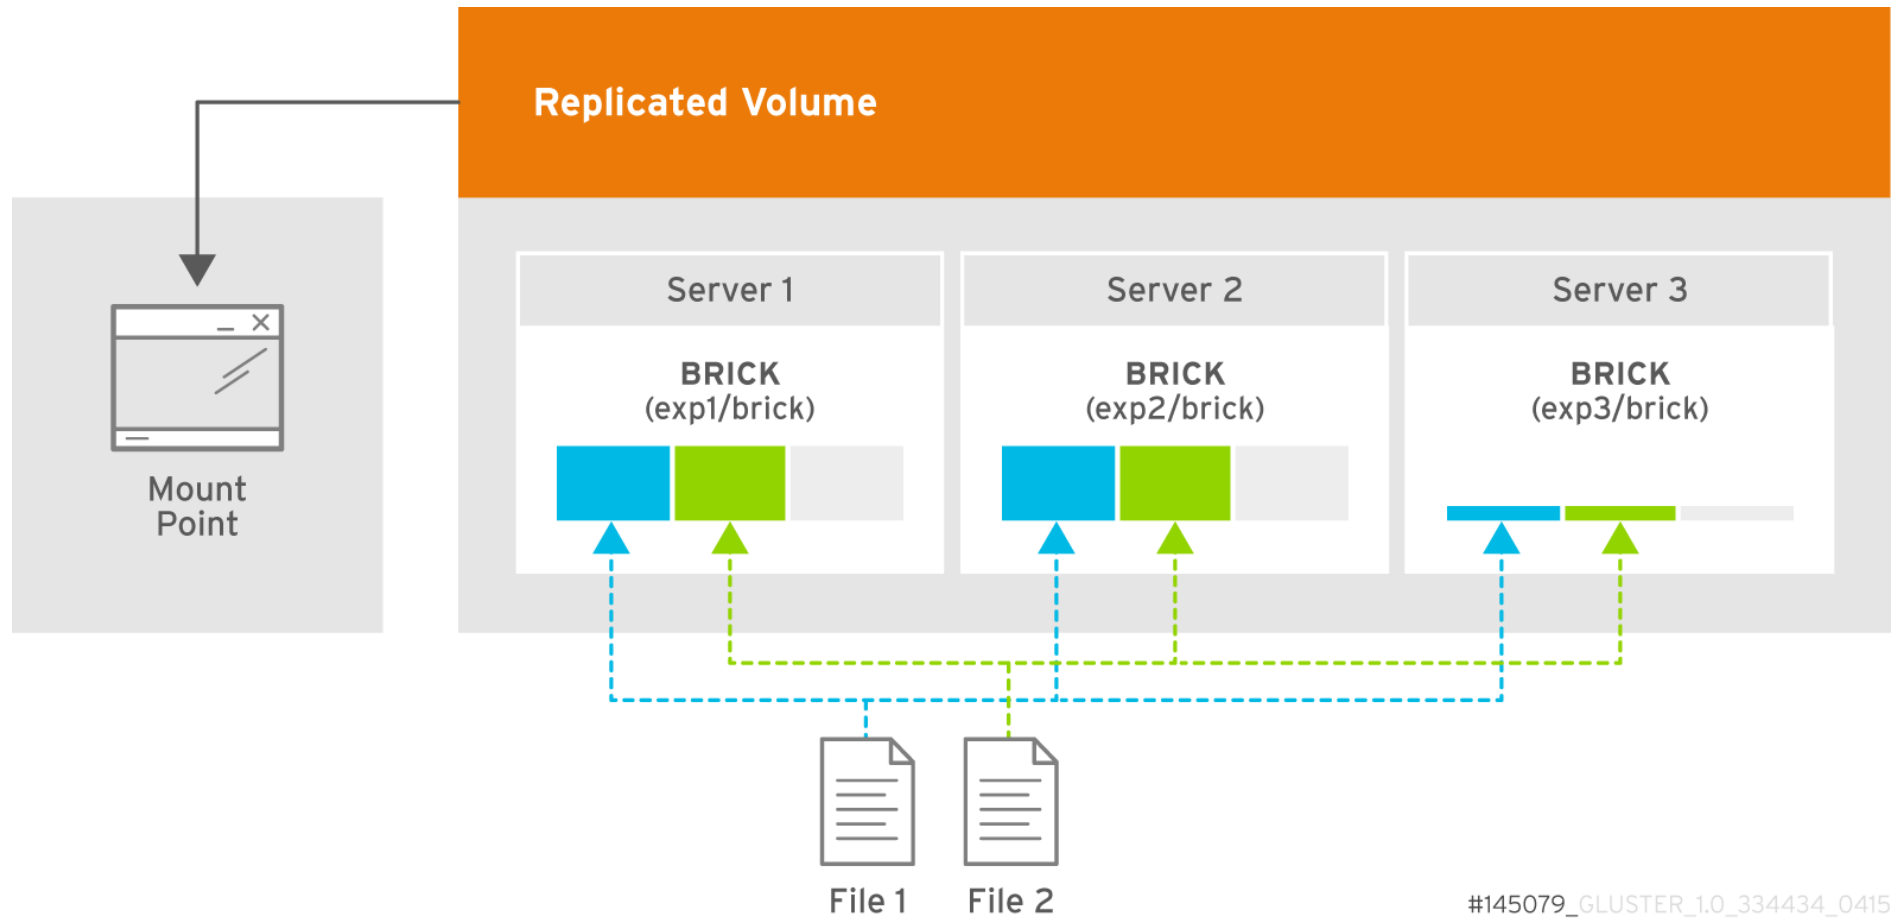 Replicated Volume
Server 1
Server 2
Server 3
BRICK
(exp1/brick)
BRICK
(exp2/brick)
BRICK
(exp3/brick)
Mount
Point
File 1
File 2
#145079_GLUSTER_1.0_334434_0415